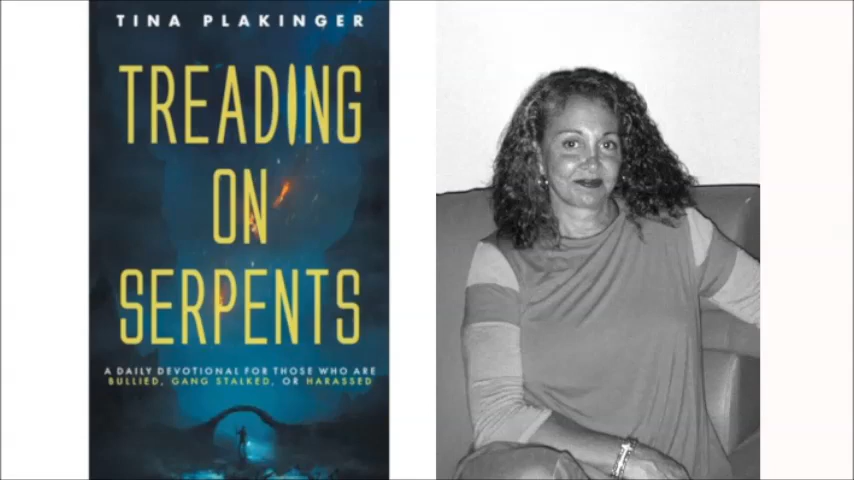 TINA PLAKINGER
TREADING
ON
SERPENTS
A DAILY DEVOTIONAL FOR THOSE WHO ARE
BULLIED, GANG STALKED, OR HARASSED